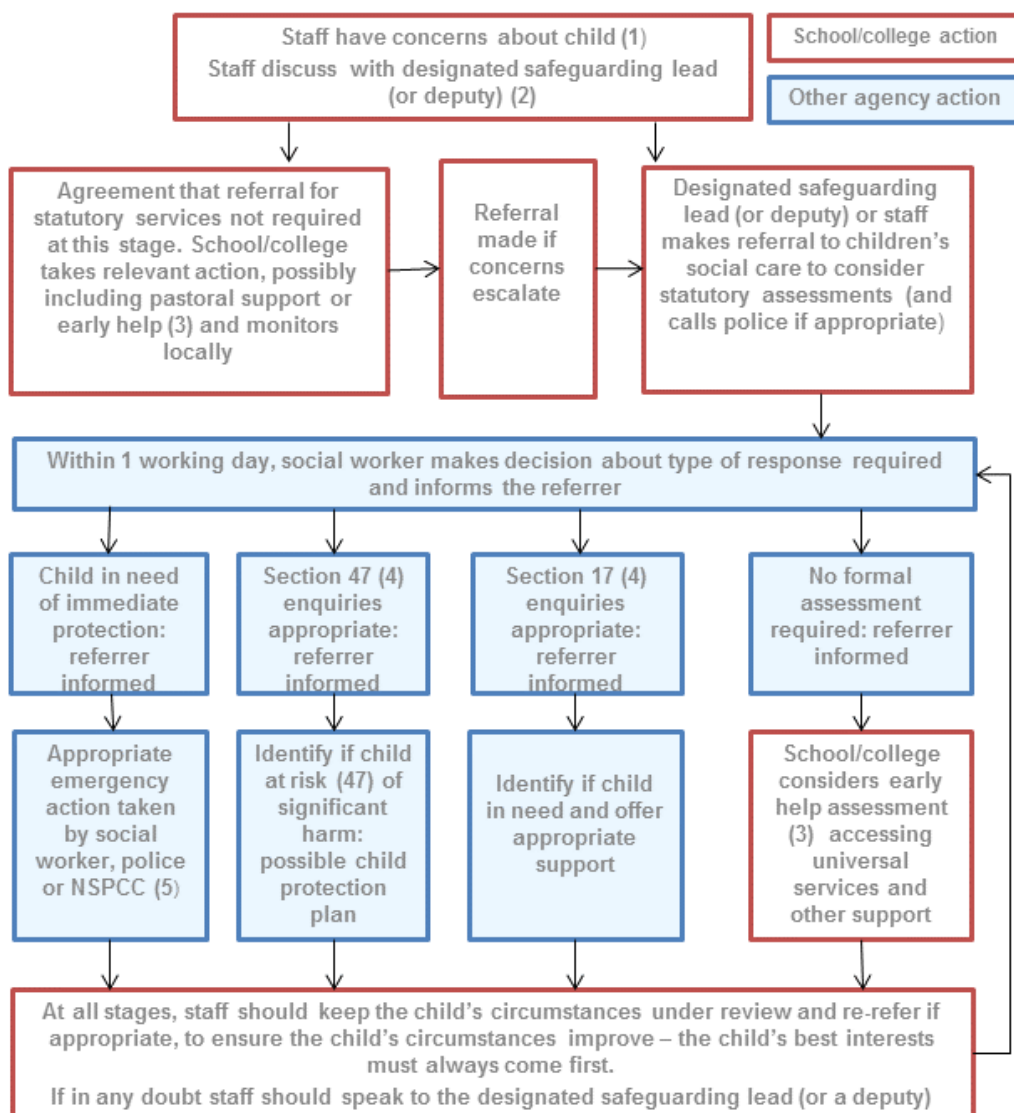 Staff have concerns about child (1)
Staff discuss with designated safeguarding lead
(or deputy) (2)
School/college action
Other agency action
Agreement that referral for
statutory services not required
at this stage. School/college
takes relevant action, possibly
including pastoral support or
early help (3) and monitors
locally
Referral
made if
concerns
escalate
Designated safeguarding
lead (or deputy) or staff
makes referral to children's
social care to consider
statutory assessments (and
calls police if appropriate)
Within 1 working day, social worker makes decision about type of response required
and informs the referrer
Child in need
of immediate
protection:
referrer
informed
Section 47 (4)
enquiries
appropriate:
referrer
informed
Section 17 (4)
enquiries
appropriate:
referrer
informed
No formal
assessment
required: referrer
informed
Appropriate
emergency
action taken
by social
worker, police
or NSPCC (5)
Identify if child
at risk (47) of
significant
harm:
possible child
protection
plan
Identify if child
in need and offer
appropriate
support
School/college
considers early
help assessment
(3) accessing
universal
services and
other support
At all stages, staff should keep the child's circumstances under review and re-refer if
appropriate, to ensure the child's circumstances improve – the child's best interests
must always come first.
If in any doubt staff should speak to the designated safeguarding lead (or a deputy)